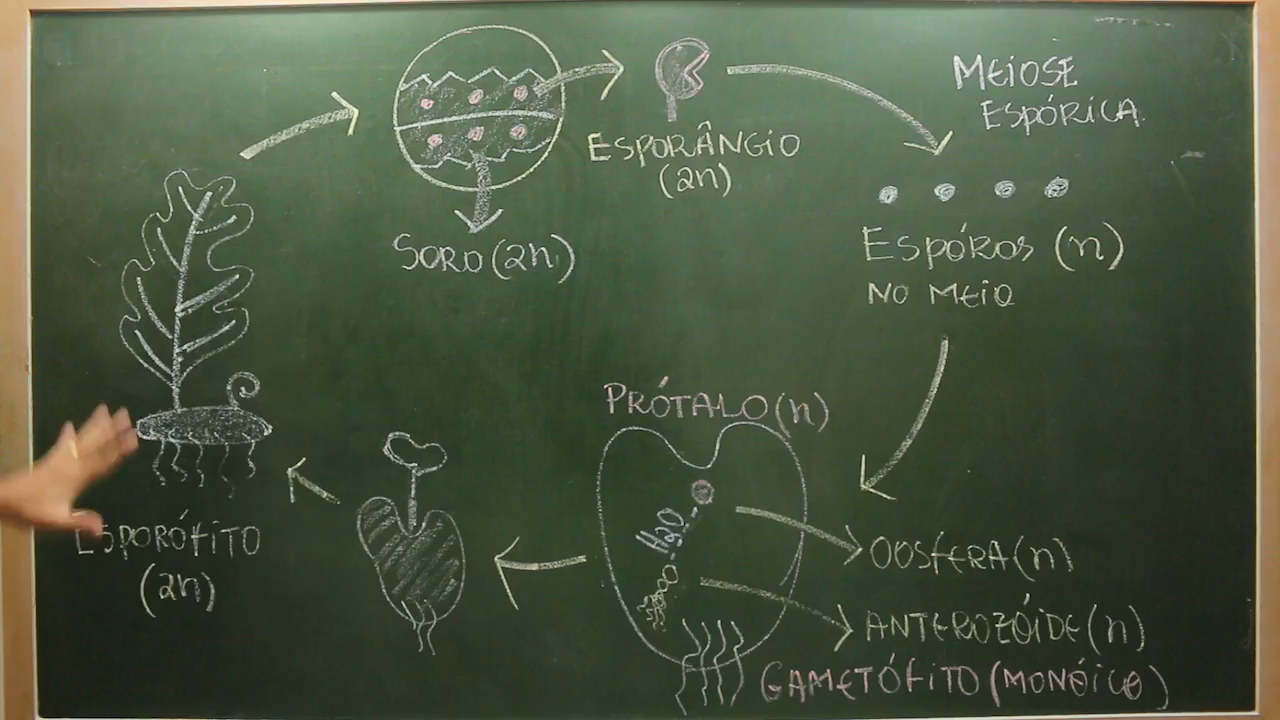 MEIOSE
ESPÓRICA
ESPORÂNGIO
(2n)
SORO (2n)
ESPÓROS (n)
NO MEIO
PRÓTALO (n)
H2O
OOSFERA (n)
ANTEROZÓIDE (n)
GAMETÓFITO (MONÓICO)
ESPORÓFITO
(2n)